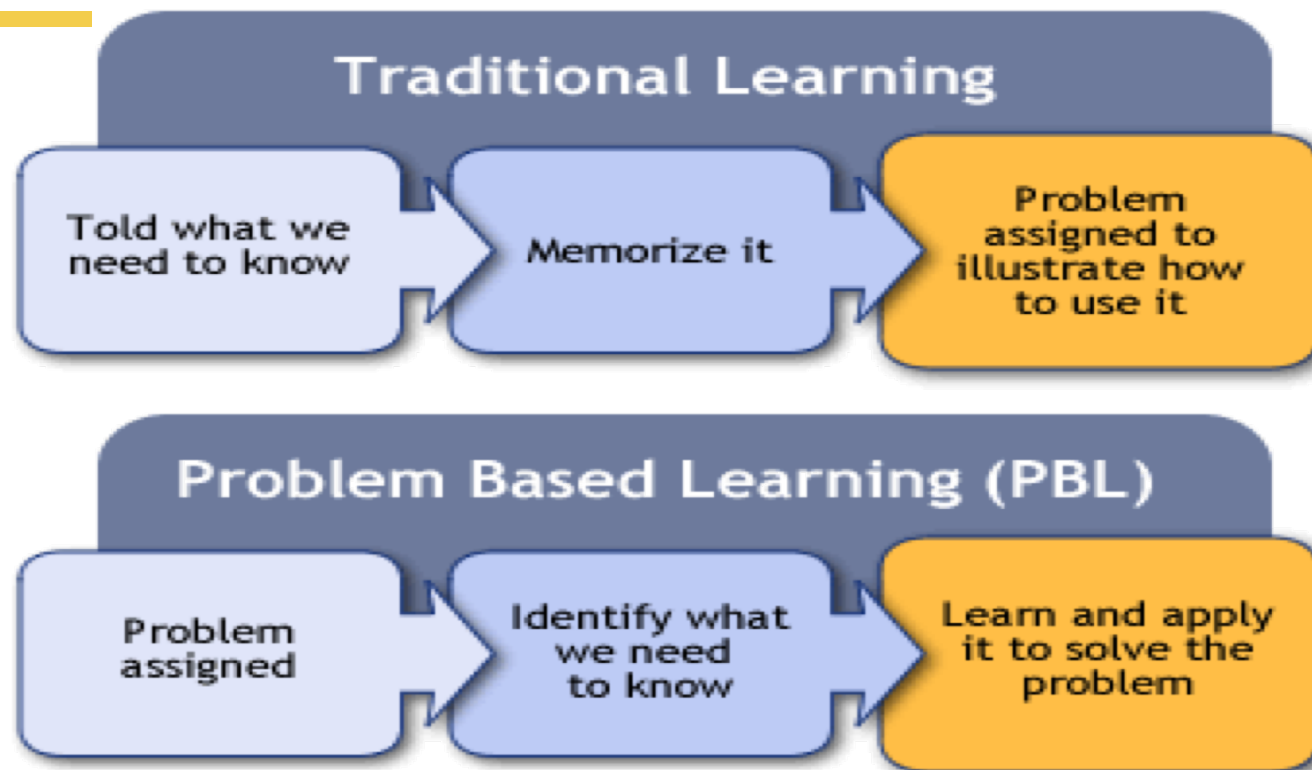 Traditional Learning
Told what we
need to know
Memorize it
Problem
assigned to
illustrate how
to use it
Problem Based Learning (PBL)
Problem
assigned
Identify what
we need
to know
Learn and apply
it to solve the
problem